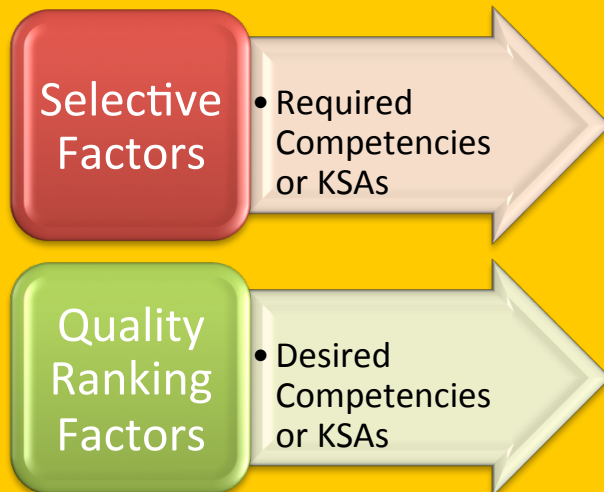 Selective
Factors
• Required
Competencies
or KSAs
Quality
Ranking
Factors
• Desired
Competencies
or KSAs